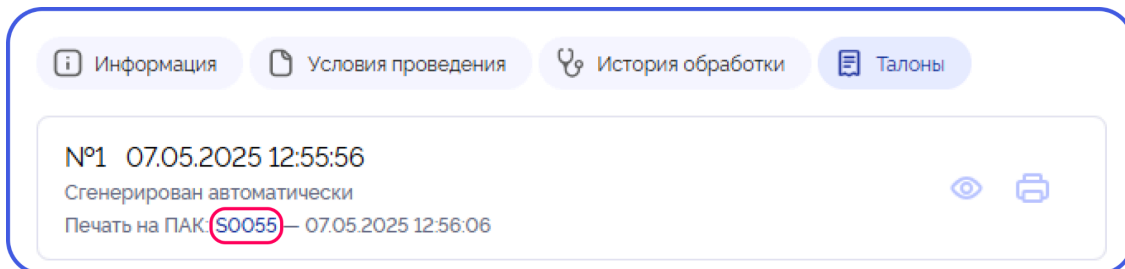 Информация Условия проведения История обработки Талоны
№1 07.05.2025 12:55:56
Сгенерирован автоматически
Печать на ПАК: S0055 — 07.05.2025 12:56:06